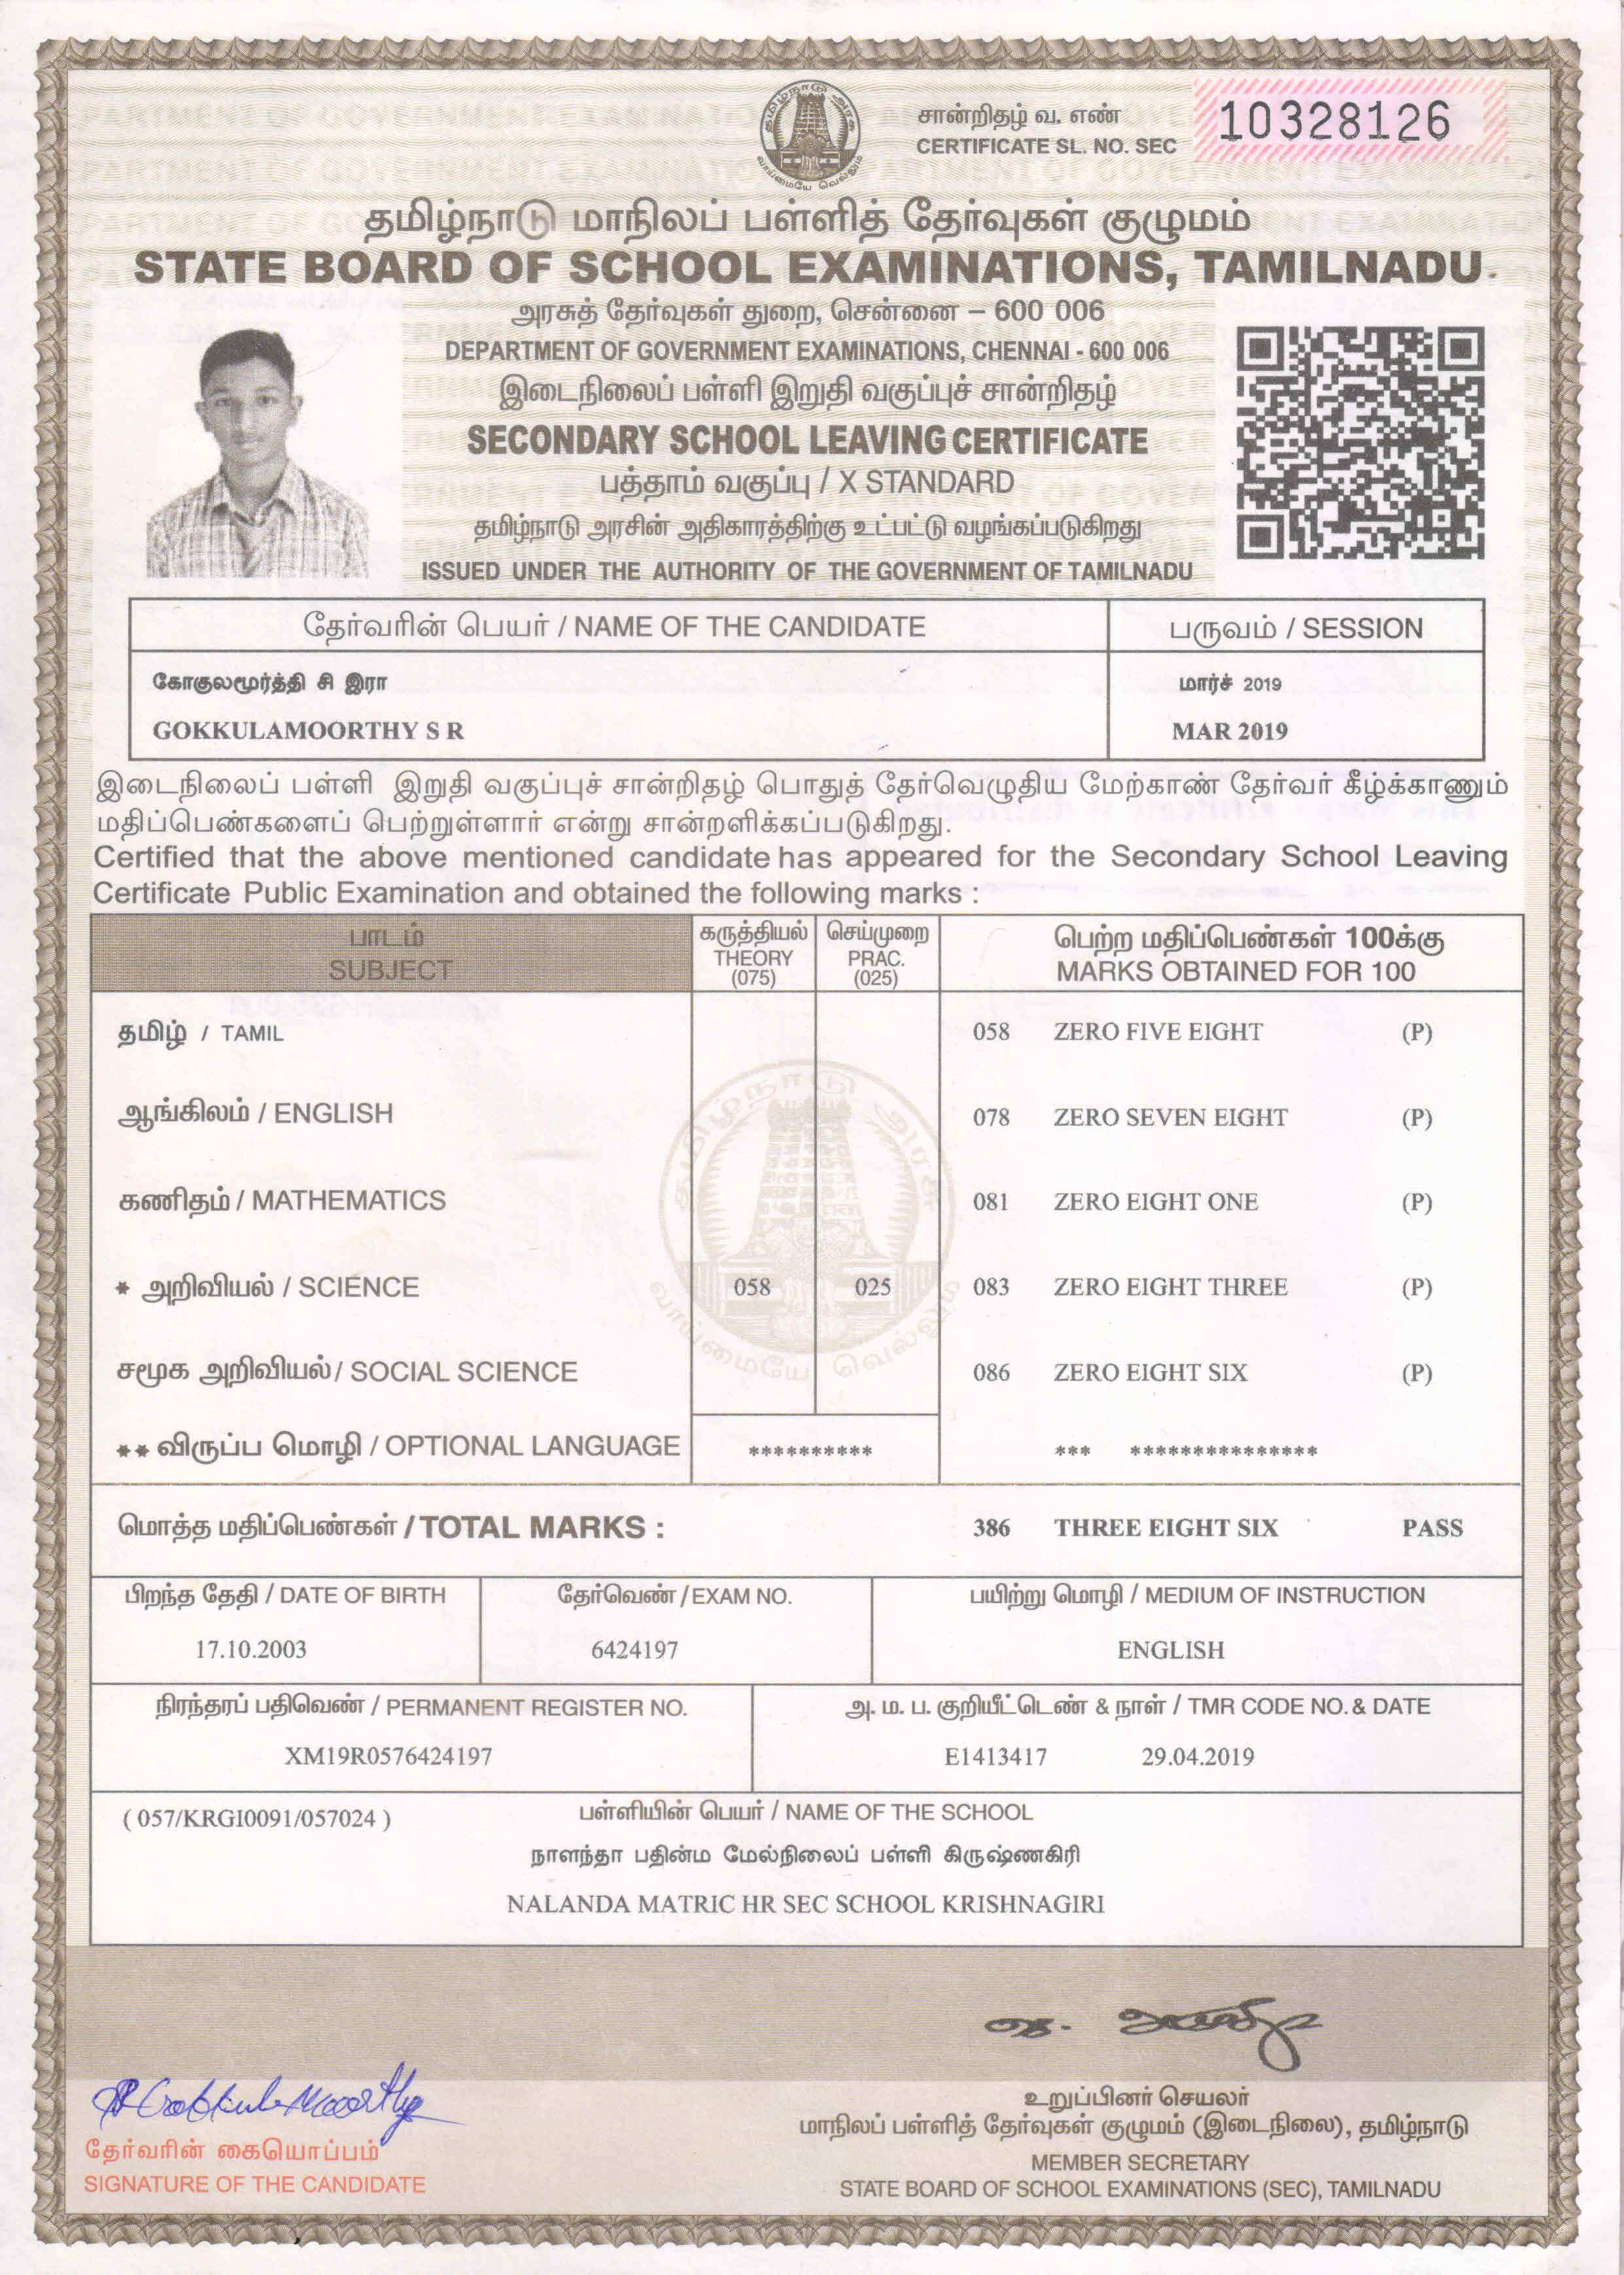 சான்றிதழ் வ. எண்
CERTIFICATE SL. NO. SEC
10328126
தமிழ்நாடு அரசு
வாய்மையே வெல்லும்
தமிழ்நாடு மாநிலப் பள்ளித் தேர்வுகள் குழுமம்
STATE BOARD OF SCHOOL EXAMINATIONS, TAMILNADU.
அரசுத் தேர்வுகள் துறை, சென்னை – 600 006
DEPARTMENT OF GOVERNMENT EXAMINATIONS, CHENNAI - 600 006
இடைநிலைப் பள்ளி இறுதி வகுப்புச் சான்றிதழ்
SECONDARY SCHOOL LEAVING CERTIFICATE
பத்தாம் வகுப்பு / X STANDARD
தமிழ்நாடு அரசின் அதிகாரத்திற்கு உட்பட்டு வழங்கப்படுகிறது
ISSUED UNDER THE AUTHORITY OF THE GOVERNMENT OF TAMILNADU
தேர்வரின் பெயர் / NAME OF THE CANDIDATE பருவம் / SESSION
கோகுலமூர்த்தி சி இரா மார்ச் 2019
GOKKULAMOORTHY S R MAR 2019
இடைநிலைப் பள்ளி இறுதி வகுப்புச் சான்றிதழ் பொதுத் தேர்வெழுதிய மேற்காண் தேர்வர் கீழ்க்காணும்
மதிப்பெண்களைப் பெற்றுள்ளார் என்று சான்றளிக்கப்படுகிறது.
Certified that the above mentioned candidate has appeared for the Secondary School Leaving
Certificate Public Examination and obtained the following marks :
பாடம் கருத்தியல் செய்முறை பெற்ற மதிப்பெண்கள் 100க்கு
SUBJECT THEORY PRAC. MARKS OBTAINED FOR 100
(075) (025)
தமிழ் / TAMIL 058 ZERO FIVE EIGHT (P)
ஆங்கிலம் / ENGLISH 078 ZERO SEVEN EIGHT (P)
கணிதம் / MATHEMATICS 081 ZERO EIGHT ONE (P)
* அறிவியல் / SCIENCE 058 025 083 ZERO EIGHT THREE (P)
சமூக அறிவியல்/ SOCIAL SCIENCE 086 ZERO EIGHT SIX (P)
** விருப்ப மொழி / OPTIONAL LANGUAGE ********** *** ***************
மொத்த மதிப்பெண்கள் / TOTAL MARKS : 386 THREE EIGHT SIX PASS
பிறந்த தேதி / DATE OF BIRTH தேர்வெண் / EXAM NO. பயிற்று மொழி / MEDIUM OF INSTRUCTION
17.10.2003 6424197 ENGLISH
நிரந்தரப் பதிவெண் / PERMANENT REGISTER NO. அ. ம. ப. குறியீட்டெண் & நாள் / TMR CODE NO. & DATE
XM19R0576424197 E1413417 29.04.2019
( 057/KRGI0091/057024 ) பள்ளியின் பெயர் / NAME OF THE SCHOOL
நாளந்தா பதின்ம மேல்நிலைப் பள்ளி கிருஷ்ணகிரி
NALANDA MATRIC HR SEC SCHOOL KRISHNAGIRI
தேர்வரின் கையொப்பம்
SIGNATURE OF THE CANDIDATE
உறுப்பினர் செயலர்
மாநிலப் பள்ளித் தேர்வுகள் குழுமம் (இடைநிலை), தமிழ்நாடு
MEMBER SECRETARY
STATE BOARD OF SCHOOL EXAMINATIONS (SEC), TAMILNADU